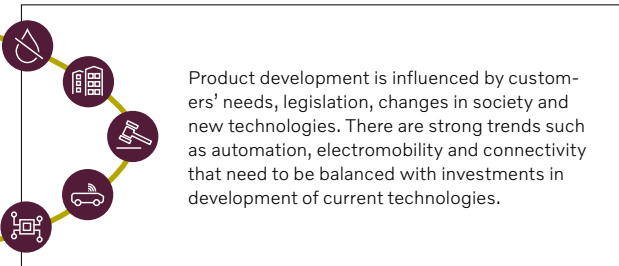 Product development is influenced by custom-
ers’ needs, legislation, changes in society and
new technologies. There are strong trends such
as automation, electromobility and connectivity
that need to be balanced with investments in
development of current technologies.